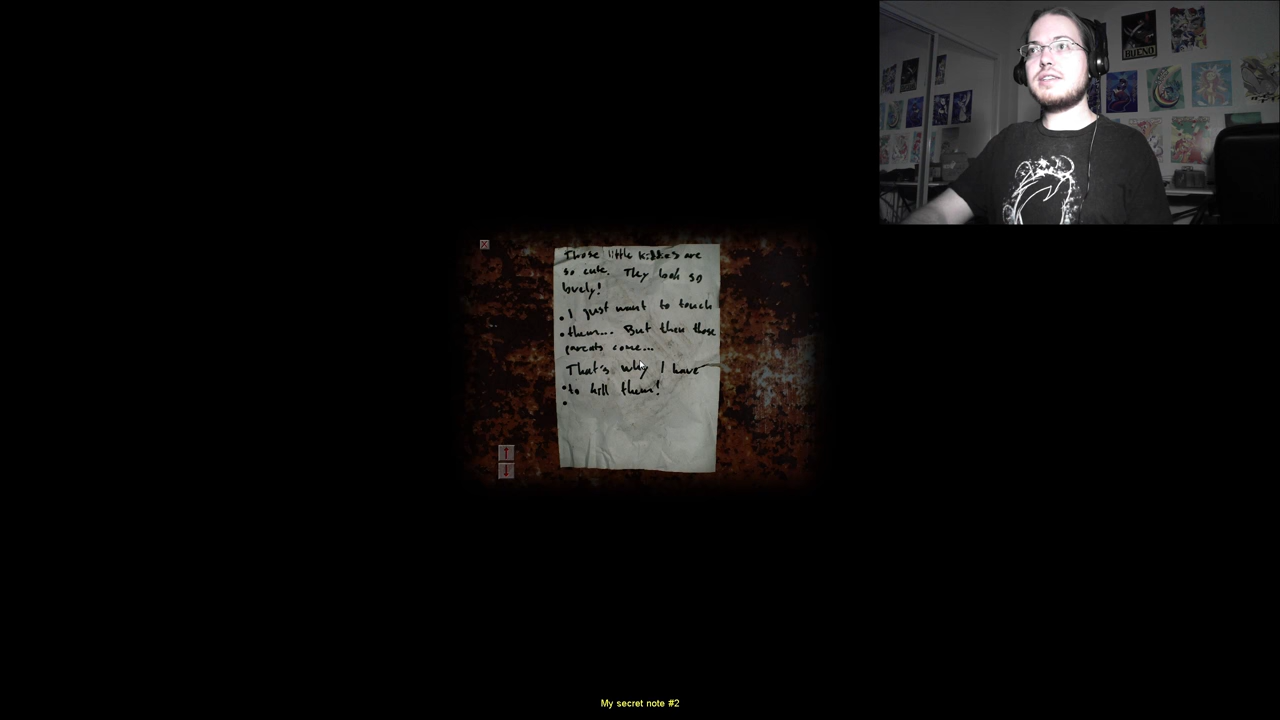 BUENO
Those little kiddies are
so cute. They look so
lovely!
I just want to touch
them... But then those
parents come...
That's why I have
to kill them!
My secret note #2